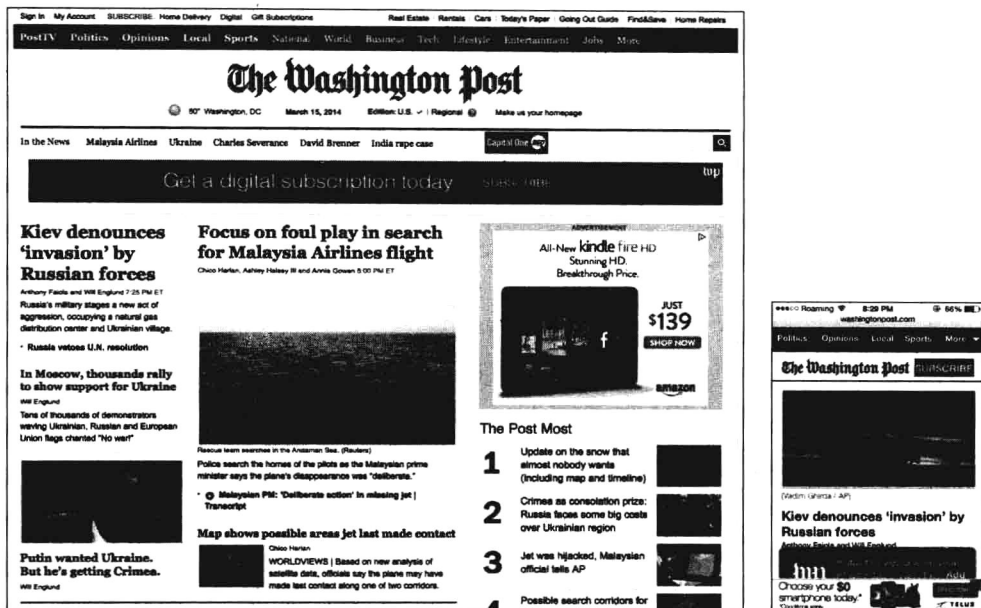 Sign In My Account SUBSCRIBE: Home Delivery Digital Gift Subscriptions Real Estate Rentals Cars Today's Paper Going Out Guide Find&Save Home Repairs
PostTV Politics Opinions Local Sports National World Business Tech Lifestyle Entertainment Jobs More
The Washington Post
50° Washington, DC March 15, 2014 Edition: U.S. | Regional Make us your homepage
In the News Malaysia Airlines Ukraine Charles Severance David Brenner India rape case Capital One
Get a digital subscription today SUBSCRIBE twp
Kiev denounces
'invasion' by
Russian forces
Anthony Faiola and Will Englund 7:25 PM ET
Russia's military stages a new act of
aggression, occupying a natural gas
distribution center and Ukrainian village.
• Russia vetoes U.N. resolution
In Moscow, thousands rally
to show support for Ukraine
Will Englund
Tens of thousands of demonstrators
waving Ukrainian, Russian and European
Union flags chanted "No war!"
Putin wanted Ukraine.
But he's getting Crimea.
Will Englund
Focus on foul play in search
for Malaysia Airlines flight
Chico Harlan, Ashley Halsey III and Annie Gowen 5:00 PM ET
Rescue team searches in the Andaman Sea. (Reuters)
Police search the homes of the pilots as the Malaysian prime
minister says the plane's disappearance was "deliberate."
• Malaysian PM: 'Deliberate action' in missing jet |
Transcript
Map shows possible areas jet last made contact
Chico Harlan
WORLDVIEWS | Based on new analysis of
satellite data, officials say the plane may have
made last contact along one of two corridors.
ADVERTISEMENT
All-New kindle fire HD
Stunning HD.
Breakthrough Price.
JUST
$139
SHOP NOW
amazon
The Post Most
1 Update on the snow that
almost nobody wants
(including map and timeline)
2 Crimes as consolation prize:
Russia faces some big costs
over Ukrainian region
3 Jet was hijacked, Malaysian
official tells AP
4 Possible search corridors for
Roaming 8:29 PM 66%
washingtonpost.com
Politics Opinions Local Sports More
The Washington Post SUBSCRIBE
(Vadim Ghirda / AP)
Kiev denounces 'invasion' by
Russian forces
Anthony Faiola and Will Englund
Choose your $0
smartphone today.*
TELUS